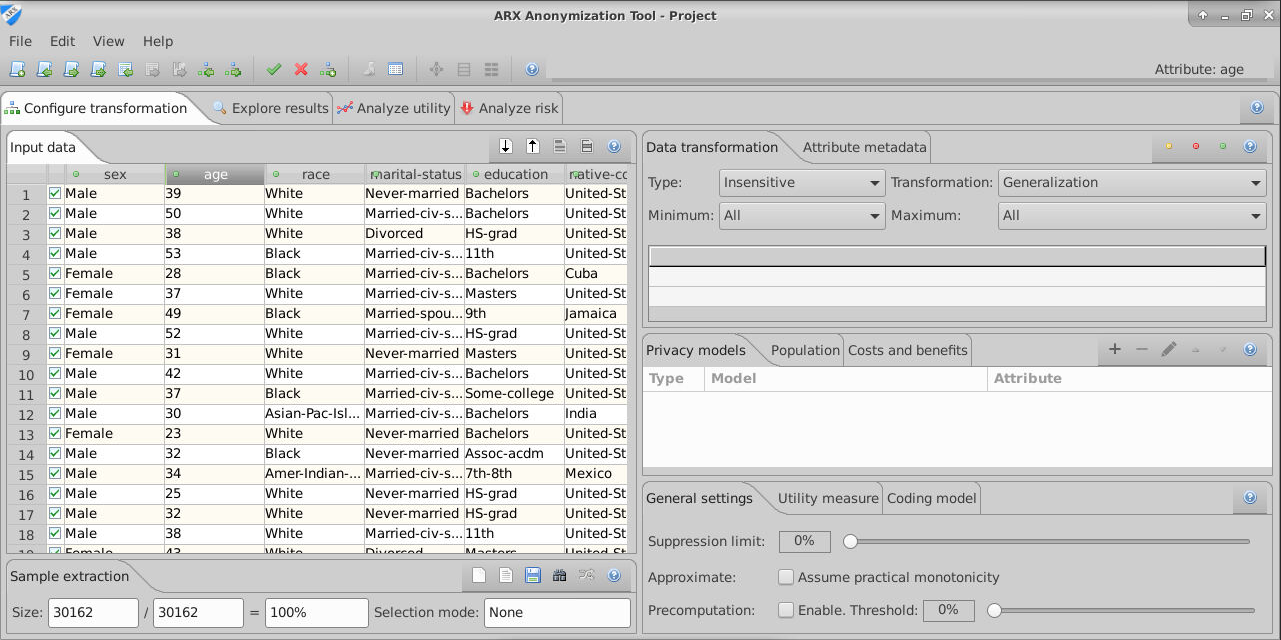 ARX Anonymization Tool - Project
File Edit View Help
Attribute: age
Configure transformation Explore results Analyze utility Analyze risk
Input data
sex age race marital-status education native-co
1 Male 39 White Never-married Bachelors United-St
2 Male 50 White Married-civ-s... Bachelors United-St
3 Male 38 White Divorced HS-grad United-St
4 Male 53 Black Married-civ-s... 11th United-St
5 Female 28 Black Married-civ-s... Bachelors Cuba
6 Female 37 White Married-civ-s... Masters United-St
7 Female 49 Black Married-spou... 9th Jamaica
8 Male 52 White Married-civ-s... HS-grad United-St
9 Female 31 White Never-married Masters United-St
10 Male 42 White Married-civ-s... Bachelors United-St
11 Male 37 Black Married-civ-s... Some-college United-St
12 Male 30 Asian-Pac-Isl... Married-civ-s... Bachelors India
13 Female 23 White Never-married Bachelors United-St
14 Male 32 Black Never-married Assoc-acdm United-St
15 Male 34 Amer-Indian-... Married-civ-s... 7th-8th Mexico
16 Male 25 White Never-married HS-grad United-St
17 Male 32 White Never-married HS-grad United-St
18 Male 38 White Married-civ-s... 11th United-St
19 Female 43 White Divorced Masters United-St
Sample extraction
Size: 30162 / 30162 = 100% Selection mode: None
Data transformation Attribute metadata
Type: Insensitive Transformation: Generalization
Minimum: All Maximum: All
Privacy models Population Costs and benefits
Type Model Attribute
General settings Utility measure Coding model
Suppression limit: 0%
Approximate: Assume practical monotonicity
Precomputation: Enable. Threshold: 0%